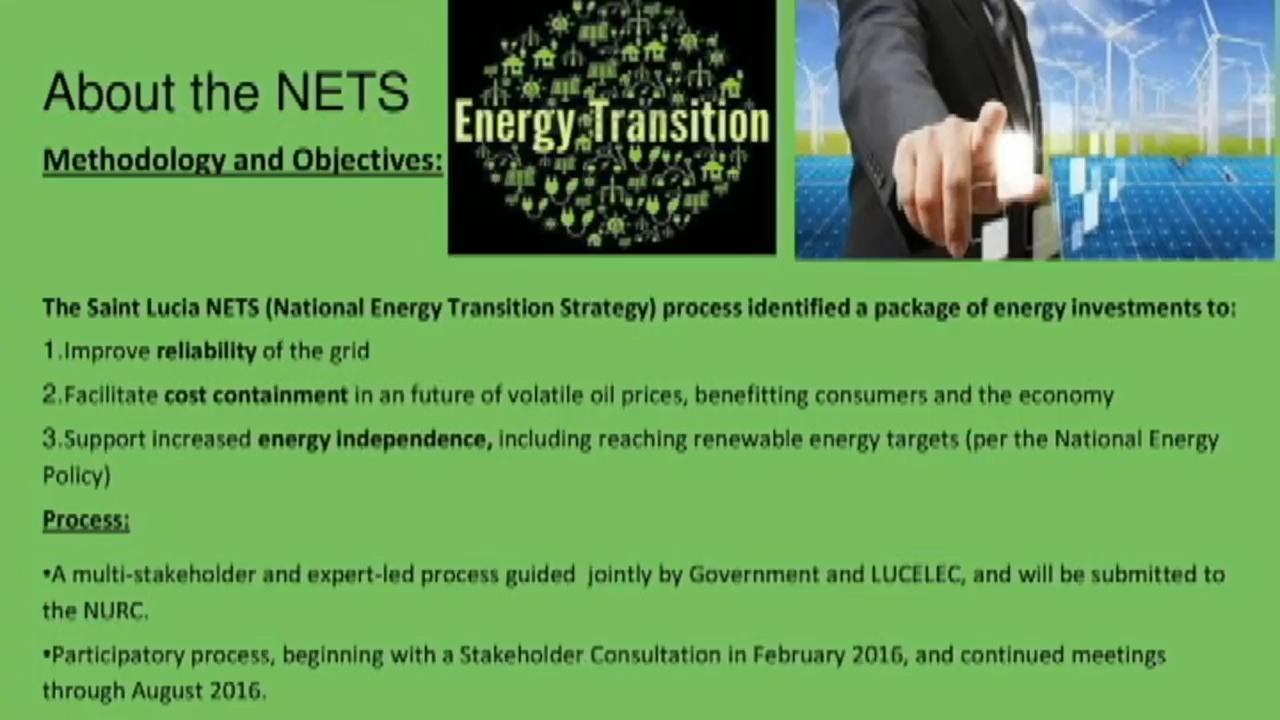 About the NETS
Energy Transition
Methodology and Objectives:
The Saint Lucia NETS (National Energy Transition Strategy) process identified a package of energy investments to:
1.Improve reliability of the grid
2.Facilitate cost containment in an future of volatile oil prices, benefitting consumers and the economy
3.Support increased energy independence, including reaching renewable energy targets (per the National Energy
Policy)
Process:
•A multi-stakeholder and expert-led process guided  jointly by Government and LUCELEC, and will be submitted to
the NURC.
•Participatory process, beginning with a Stakeholder Consultation in February 2016, and continued meetings
through August 2016.